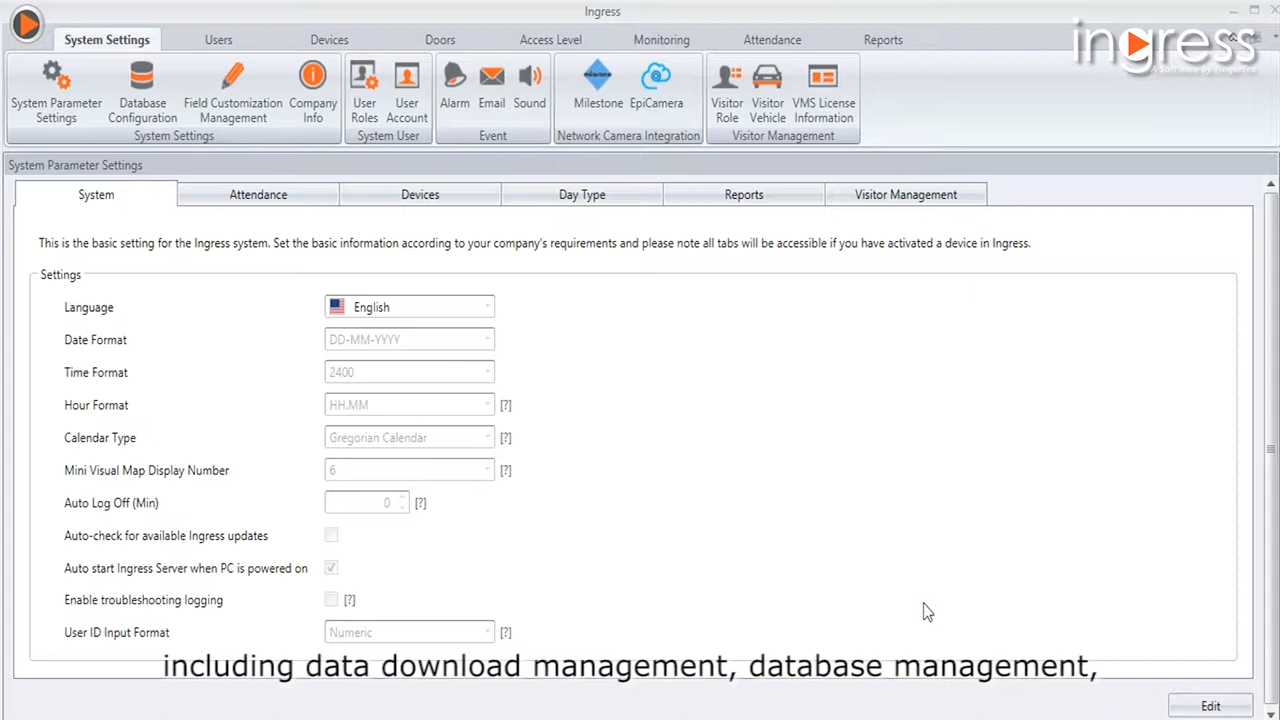 Ingress
System Settings Users Devices Doors Access Level Monitoring Attendance Reports
ingress
A Software by FingerTec
System Parameter Settings
Database Configuration
Field Customization Management
Company Info
System Settings
User Roles
User Account
System User
Alarm
Email
Sound
Event
milestone
Milestone
EpiCamera
Network Camera Integration
Visitor Role
Visitor Vehicle
VMS License Information
Visitor Management
System Parameter Settings
System Attendance Devices Day Type Reports Visitor Management
This is the basic setting for the Ingress system. Set the basic information according to your company's requirements and please note all tabs will be accessible if you have activated a device in Ingress.
Settings
Language English
Date Format DD-MM-YYYY
Time Format 2400
Hour Format HH.MM [?]
Calendar Type Gregorian Calendar [?]
Mini Visual Map Display Number 6 [?]
Auto Log Off (Min) 0 [?]
Auto-check for available Ingress updates
Auto start Ingress Server when PC is powered on
Enable troubleshooting logging [?]
User ID Input Format Numeric [?]
including data download management, database management,
Edit